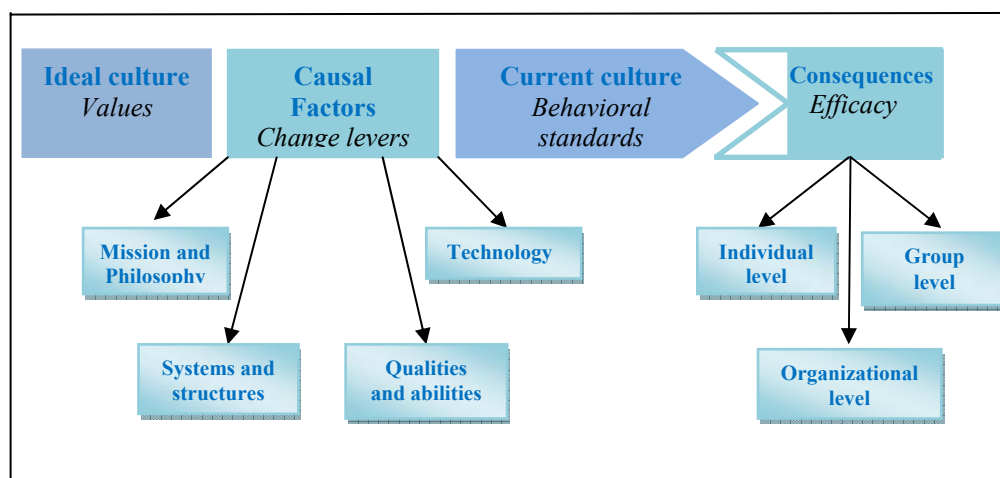 Ideal culture
Values
Causal
Factors
Change levers
Current culture
Behavioral
standards
Consequences
Efficacy
Mission and
Philosophy
Technology
Individual
level
Group
level
Systems and
structures
Qualities
and abilities
Organizational
level